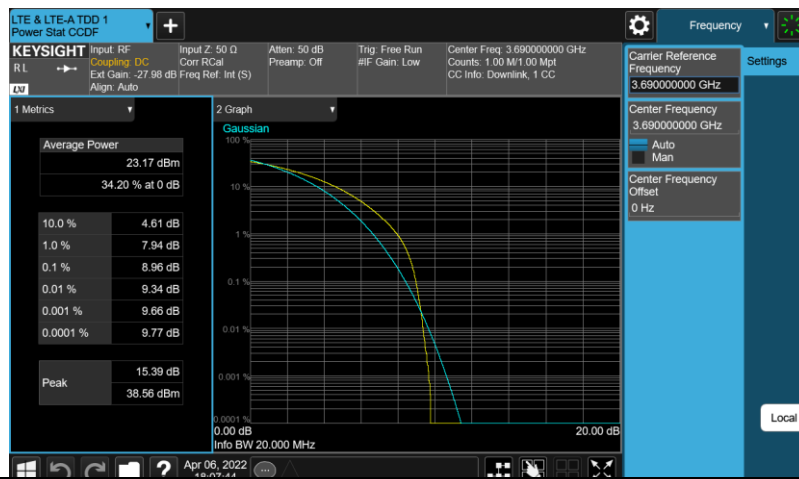 LTE & LTE-A TDD 1
Power Stat CCDF
Frequency
KEYSIGHT
RL
LXI
Input: RF
Coupling: DC
Ext Gain: -27.98 dB
Align: Auto
Input Z: 50 Ω
Corr RCal
Freq Ref: Int (S)
Atten: 50 dB
Preamp: Off
Trig: Free Run
#IF Gain: Low
Center Freq: 3.690000000 GHz
Counts: 1.00 M/1.00 Mpt
CC Info: Downlink, 1 CC
1 Metrics
Average Power
23.17 dBm
34.20 % at 0 dB
10.0 % 4.61 dB
1.0 % 7.94 dB
0.1 % 8.96 dB
0.01 % 9.34 dB
0.001 % 9.66 dB
0.0001 % 9.77 dB
Peak
15.39 dB
38.56 dBm
2 Graph
Gaussian
100 %
10 %
1 %
0.1 %
0.01 %
0.001 %
0.0001 %
0.00 dB 20.00 dB
Info BW 20.000 MHz
Carrier Reference
Frequency
3.690000000 GHz
Center Frequency
3.690000000 GHz
Auto
Man
Center Frequency
Offset
0 Hz
Settings
Local
?
Apr 06, 2022